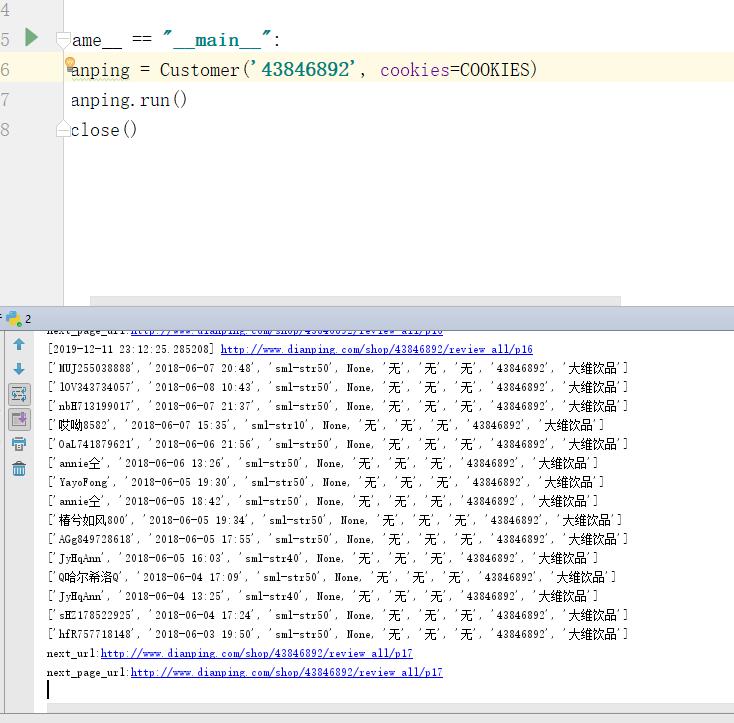 4
5 ame__ == "__main__":
6 anping = Customer('43846892', cookies=COOKIES)
7 anping.run()
8 close()
2
next_page_url:http://www.dianping.com/shop/43846892/review_all/p16
[2019-12-11 23:12:25.285208] http://www.dianping.com/shop/43846892/review_all/p16
['MUJ255038888', '2018-06-07 20:48', 'sml-str50', None, '无', '无', '无', '43846892', '大维饮品']
['lOV343734057', '2018-06-08 10:43', 'sml-str50', None, '无', '无', '无', '43846892', '大维饮品']
['nbH713199017', '2018-06-07 21:37', 'sml-str50', None, '无', '无', '无', '43846892', '大维饮品']
['哎呦8582', '2018-06-07 15:35', 'sml-str10', None, '无', '无', '无', '43846892', '大维饮品']
['OaL741879621', '2018-06-06 21:56', 'sml-str50', None, '无', '无', '无', '43846892', '大维饮品']
['annie仝', '2018-06-06 13:26', 'sml-str50', None, '无', '无', '无', '43846892', '大维饮品']
['YayoFong', '2018-06-05 19:30', 'sml-str50', None, '无', '无', '无', '43846892', '大维饮品']
['annie仝', '2018-06-05 18:42', 'sml-str50', None, '无', '无', '无', '43846892', '大维饮品']
['椿兮如风800', '2018-06-05 19:34', 'sml-str50', None, '无', '无', '无', '43846892', '大维饮品']
['AGg849728618', '2018-06-05 17:55', 'sml-str50', None, '无', '无', '无', '43846892', '大维饮品']
['JyHqAnn', '2018-06-05 16:03', 'sml-str40', None, '无', '无', '无', '43846892', '大维饮品']
['Q哈尔希洛Q', '2018-06-04 17:09', 'sml-str50', None, '无', '无', '无', '43846892', '大维饮品']
['JyHqAnn', '2018-06-04 13:25', 'sml-str40', None, '无', '无', '无', '43846892', '大维饮品']
['sHZ178522925', '2018-06-04 17:24', 'sml-str50', None, '无', '无', '无', '43846892', '大维饮品']
['hfR757718148', '2018-06-03 19:50', 'sml-str50', None, '无', '无', '无', '43846892', '大维饮品']
next_url:http://www.dianping.com/shop/43846892/review_all/p17
next_page_url:http://www.dianping.com/shop/43846892/review_all/p17